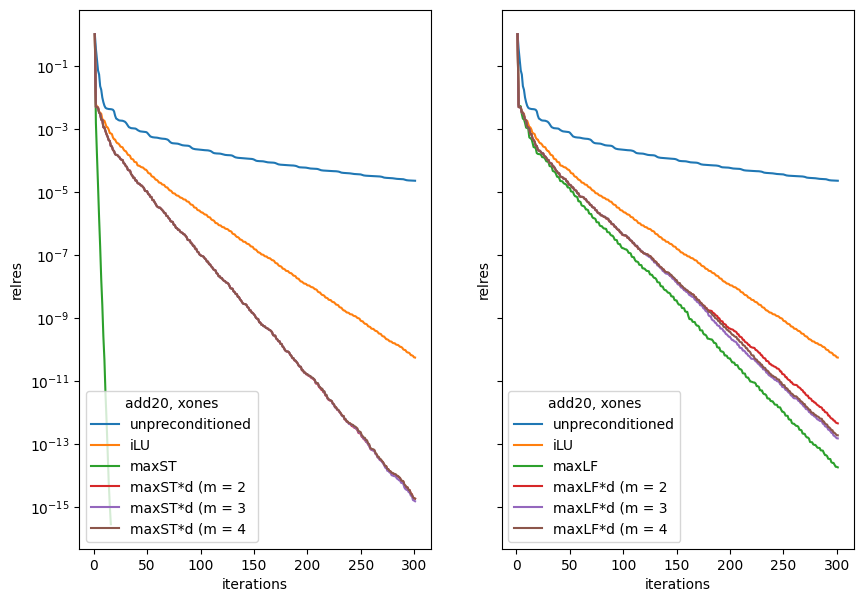 10⁻¹
10⁻³
10⁻⁵
10⁻⁷
10⁻⁹
10⁻¹¹
10⁻¹³
10⁻¹⁵
relres
0 50 100 150 200 250 300
iterations
add20, xones
unpreconditioned
iLU
maxST
maxST*d (m = 2
maxST*d (m = 3
maxST*d (m = 4
relres
0 50 100 150 200 250 300
iterations
add20, xones
unpreconditioned
iLU
maxLF
maxLF*d (m = 2
maxLF*d (m = 3
maxLF*d (m = 4